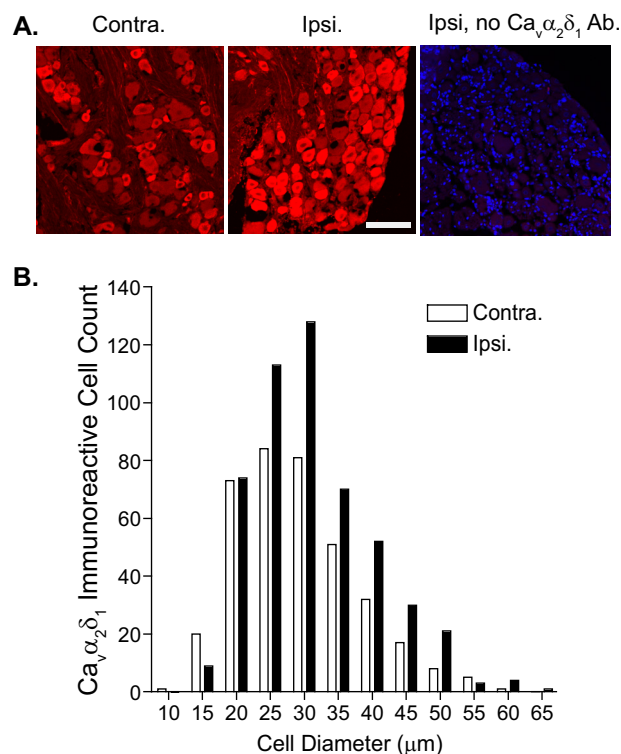 A.
Contra.
Ipsi.
Ipsi, no Caᵥα₂δ₁ Ab.
B.
Caᵥα₂δ₁ Immunoreactive Cell Count
140
120
100
80
60
40
20
0
Contra.
Ipsi.
10 15 20 25 30 35 40 45 50 55 60 65
Cell Diameter (μm)